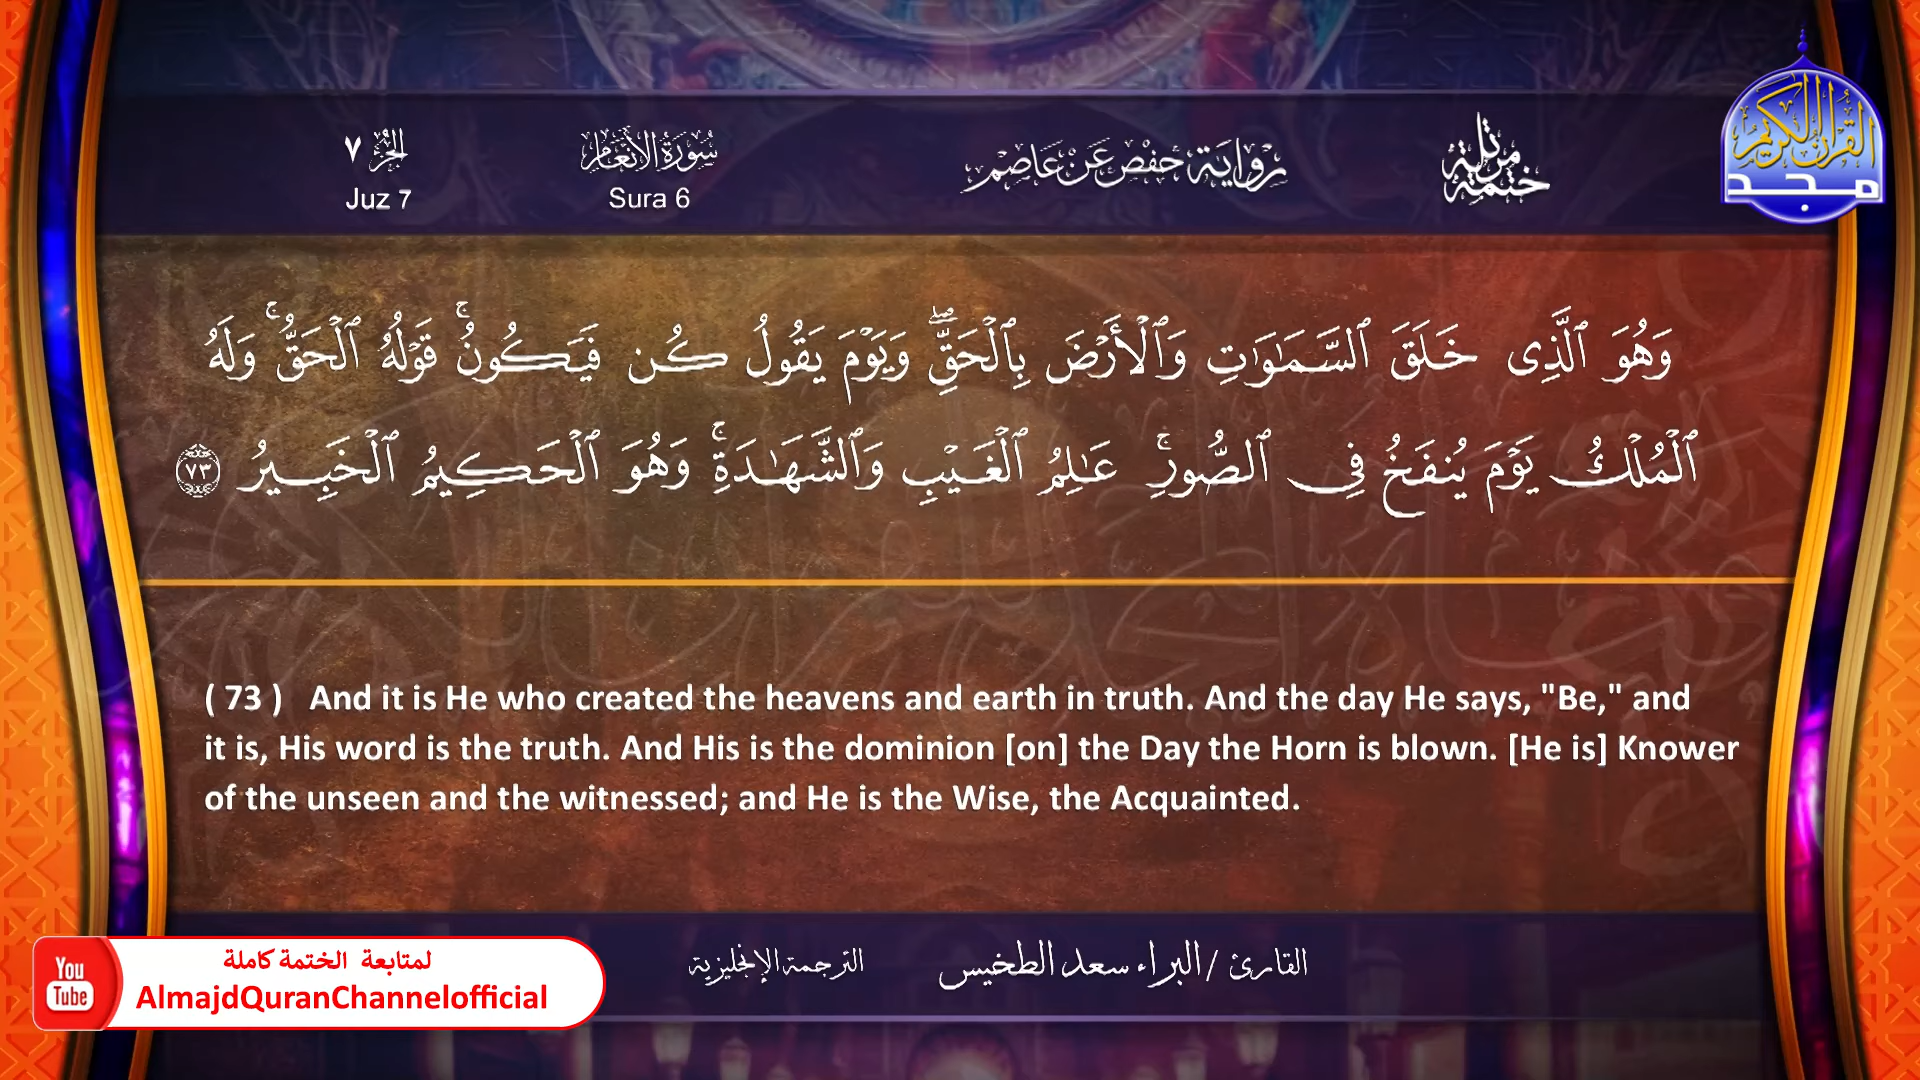 الجزء ٧
Juz 7
سورة الأنعام
Sura 6
رواية حفص عن عاصم
ختمة مرتلة
القرآن الكريم
مجد
وَهُوَ ٱلَّذِى خَلَقَ ٱلسَّمَـٰوَٰتِ وَٱلْأَرْضَ بِٱلْحَقِّ ۖ وَيَوْمَ يَقُولُ كُن فَيَكُونُ ۚ قَوْلُهُ ٱلْحَقُّ ۚ وَلَهُ
ٱلْمُلْكُ يَوْمَ يُنفَخُ فِى ٱلصُّورِ ۚ عَـٰلِمُ ٱلْغَيْبِ وَٱلشَّهَـٰدَةِ ۚ وَهُوَ ٱلْحَكِيمُ ٱلْخَبِيرُ ٧٣
( 73 ) And it is He who created the heavens and earth in truth. And the day He says, "Be," and
it is, His word is the truth. And His is the dominion [on] the Day the Horn is blown. [He is] Knower
of the unseen and the witnessed; and He is the Wise, the Acquainted.
القارئ / البراء سعد الطخيس
الترجمة الإنجليزية
You
Tube
لمتابعة الختمة كاملة
AlmajdQuranChannelofficial